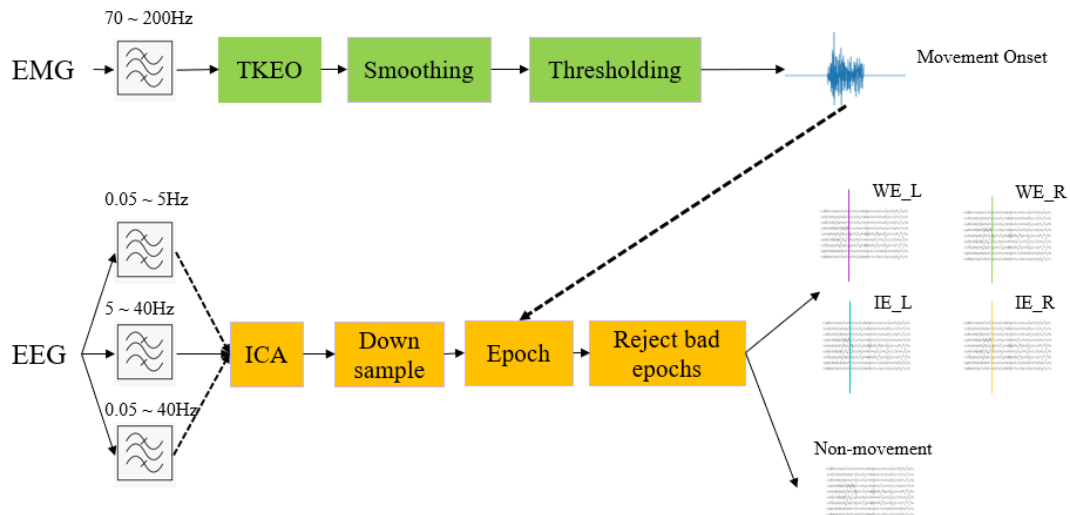 70 ~ 200Hz
EMG
TKEO
Smoothing
Thresholding
Movement Onset
0.05 ~ 5Hz
WE_L
WE_R
5 ~ 40Hz
IE_L
IE_R
EEG
ICA
Down
sample
Epoch
Reject bad
epochs
0.05 ~ 40Hz
Non-movement